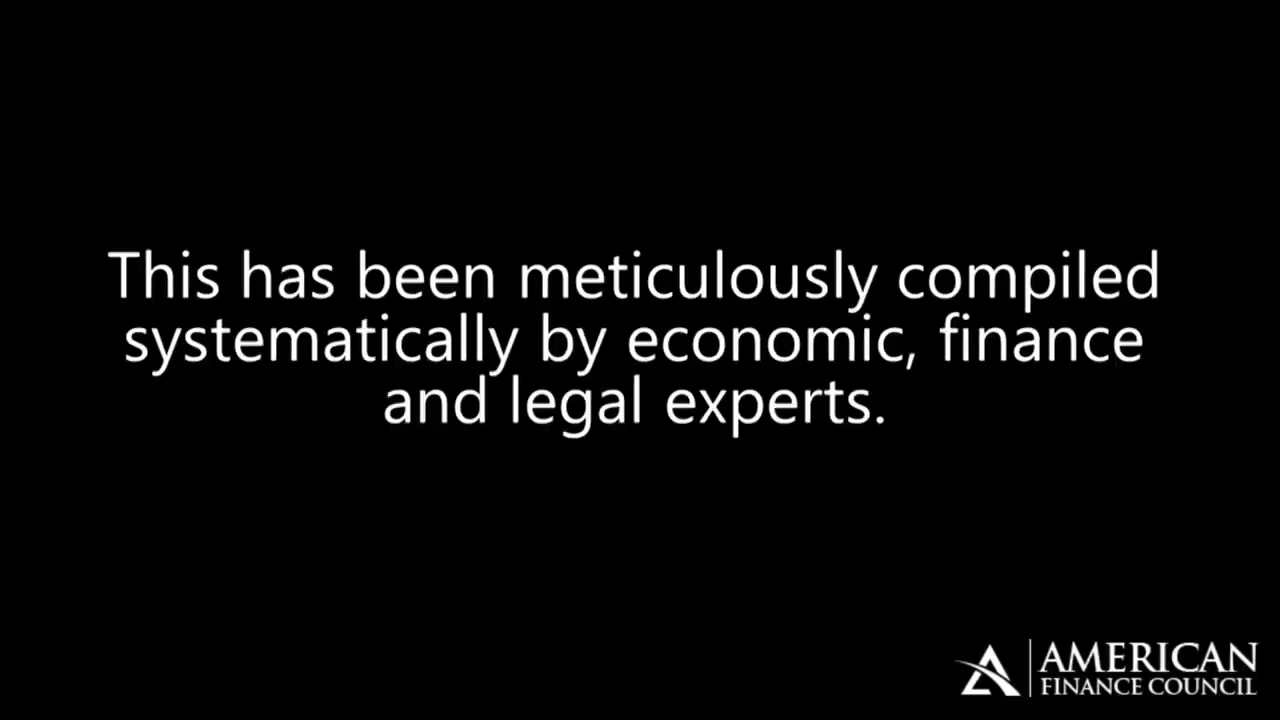 This has been meticulously compiled
systematically by economic, finance
and legal experts.
AMERICAN
FINANCE COUNCIL